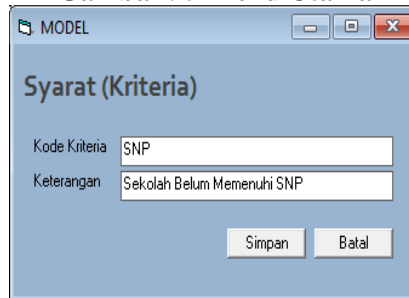 MODEL
Syarat (Kriteria)
Kode Kriteria SNP
Keterangan Sekolah Belum Memenuhi SNP
Simpan Batal